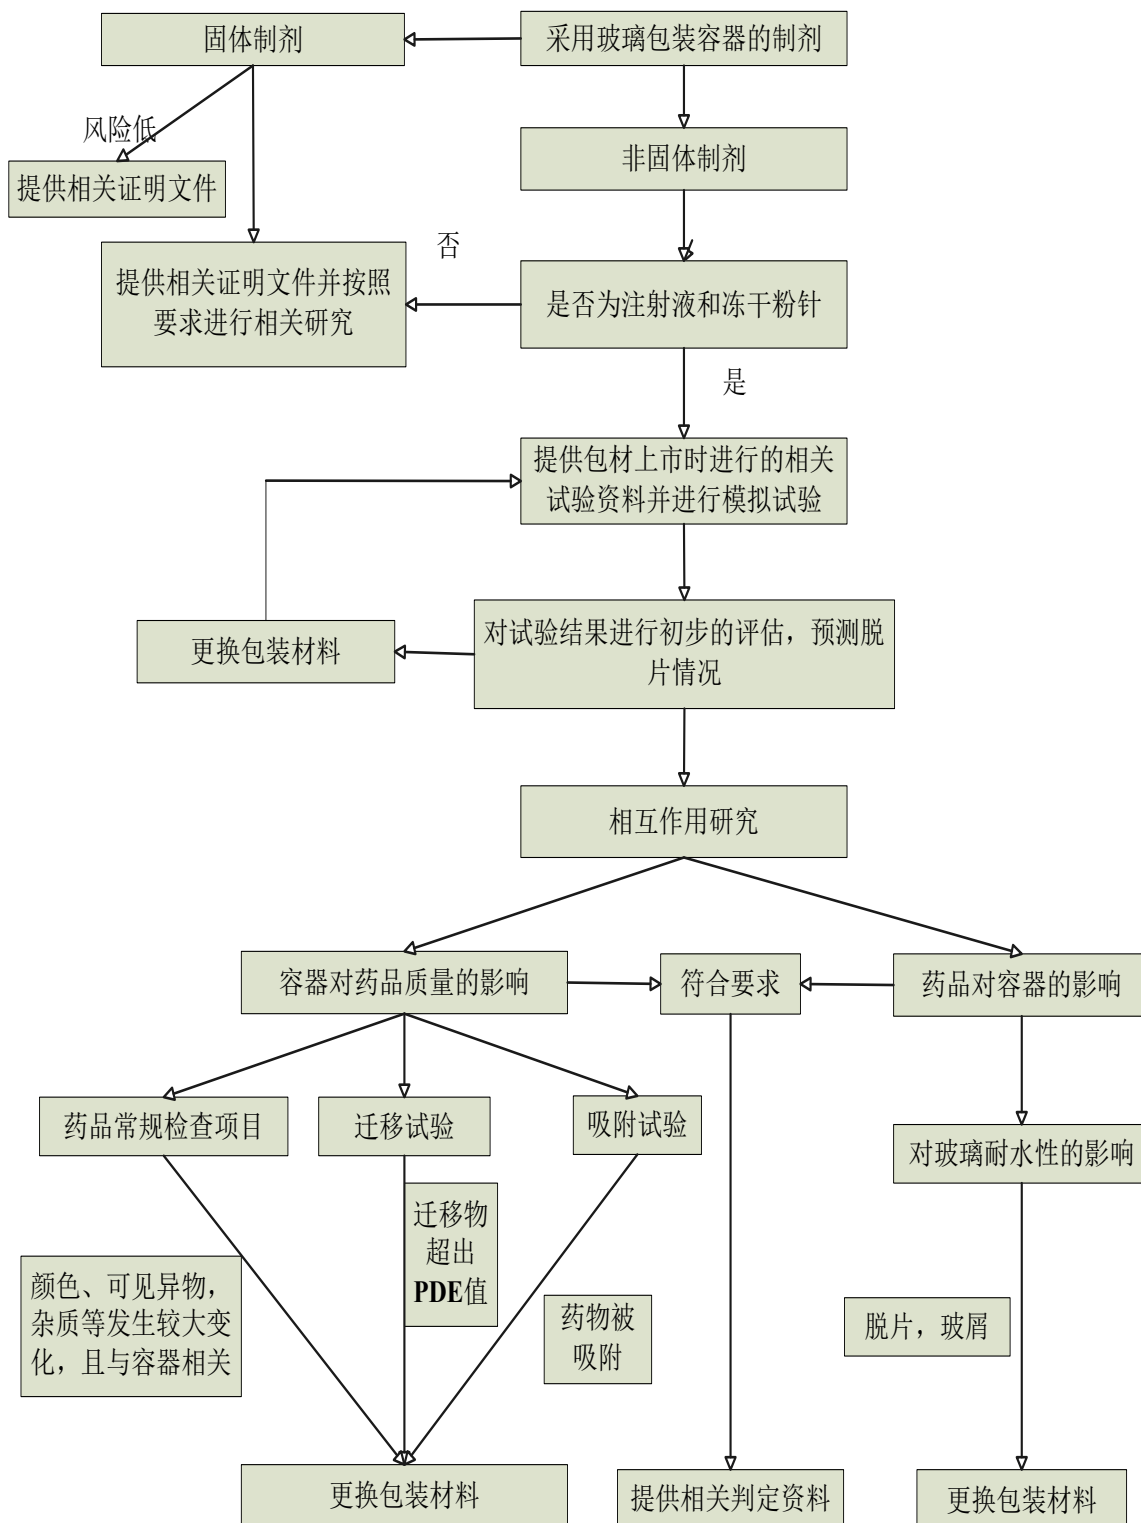 固体制剂
采用玻璃包装容器的制剂
风险低
非固体制剂
提供相关证明文件
否
提供相关证明文件并按照
要求进行相关研究
是否为注射液和冻干粉针
是
提供包材上市时进行的相关
试验资料并进行模拟试验
更换包装材料
对试验结果进行初步的评估，预测脱
片情况
相互作用研究
容器对药品质量的影响
符合要求
药品对容器的影响
药品常规检查项目
迁移试验
吸附试验
对玻璃耐水性的影响
迁移物
超出
PDE值
颜色、可见异物，
杂质等发生较大变
化，且与容器相关
药物被
吸附
脱片，玻屑
更换包装材料
提供相关判定资料
更换包装材料